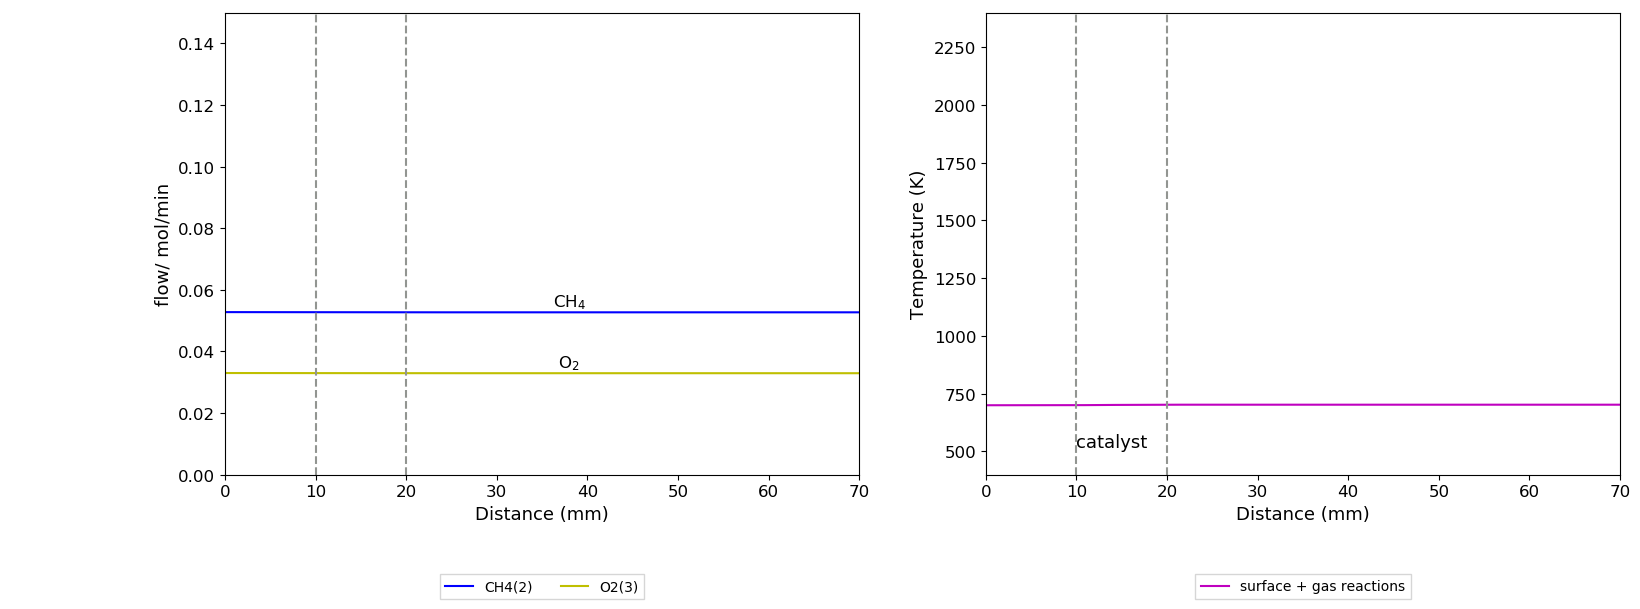 0.14
0.12
0.10
0.08
0.06
0.04
0.02
0.00
flow/ mol/min
CH₄
O₂
0 10 20 30 40 50 60 70
Distance (mm)
CH4(2) O2(3)
2250
2000
1750
1500
1250
1000
750
500
Temperature (K)
catalyst
0 10 20 30 40 50 60 70
Distance (mm)
surface + gas reactions